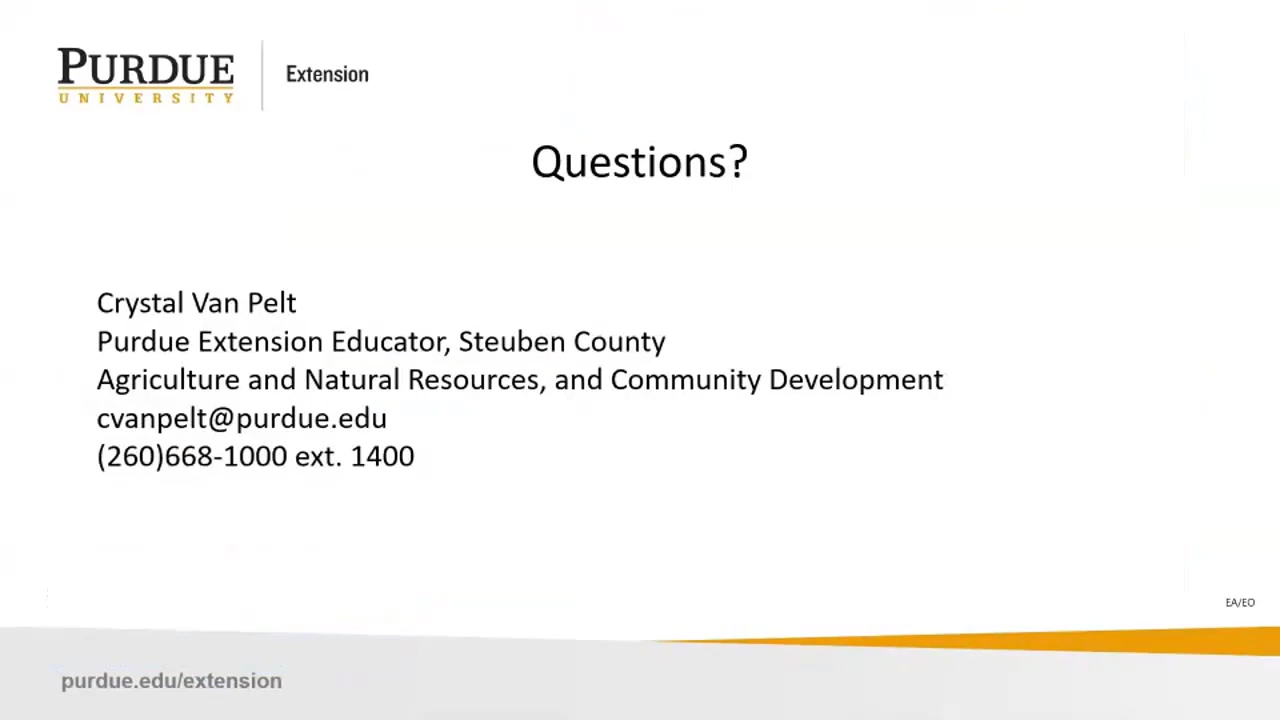 PURDUE
UNIVERSITY
Extension
Questions?
Crystal Van Pelt
Purdue Extension Educator, Steuben County
Agriculture and Natural Resources, and Community Development
cvanpelt@purdue.edu
(260)668-1000 ext. 1400
EA/EO
purdue.edu/extension